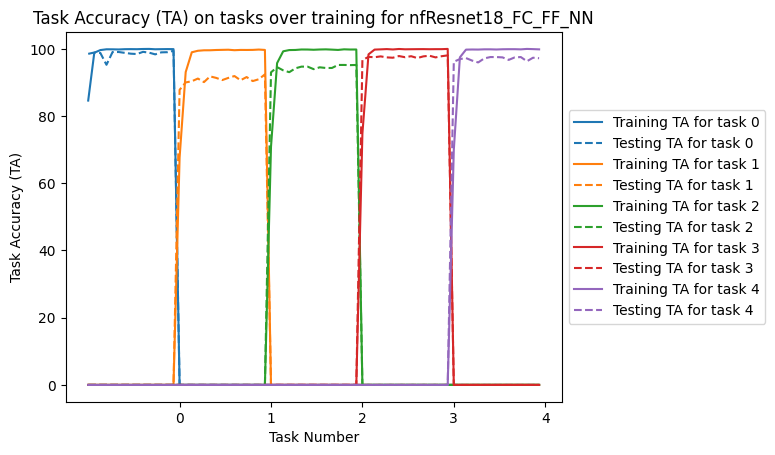 Task Accuracy (TA) on tasks over training for nfResnet18_FC_FF_NN
Task Accuracy (TA)
100
80
60
40
20
0
0
1
2
3
4
Task Number
Training TA for task 0
Testing TA for task 0
Training TA for task 1
Testing TA for task 1
Training TA for task 2
Testing TA for task 2
Training TA for task 3
Testing TA for task 3
Training TA for task 4
Testing TA for task 4